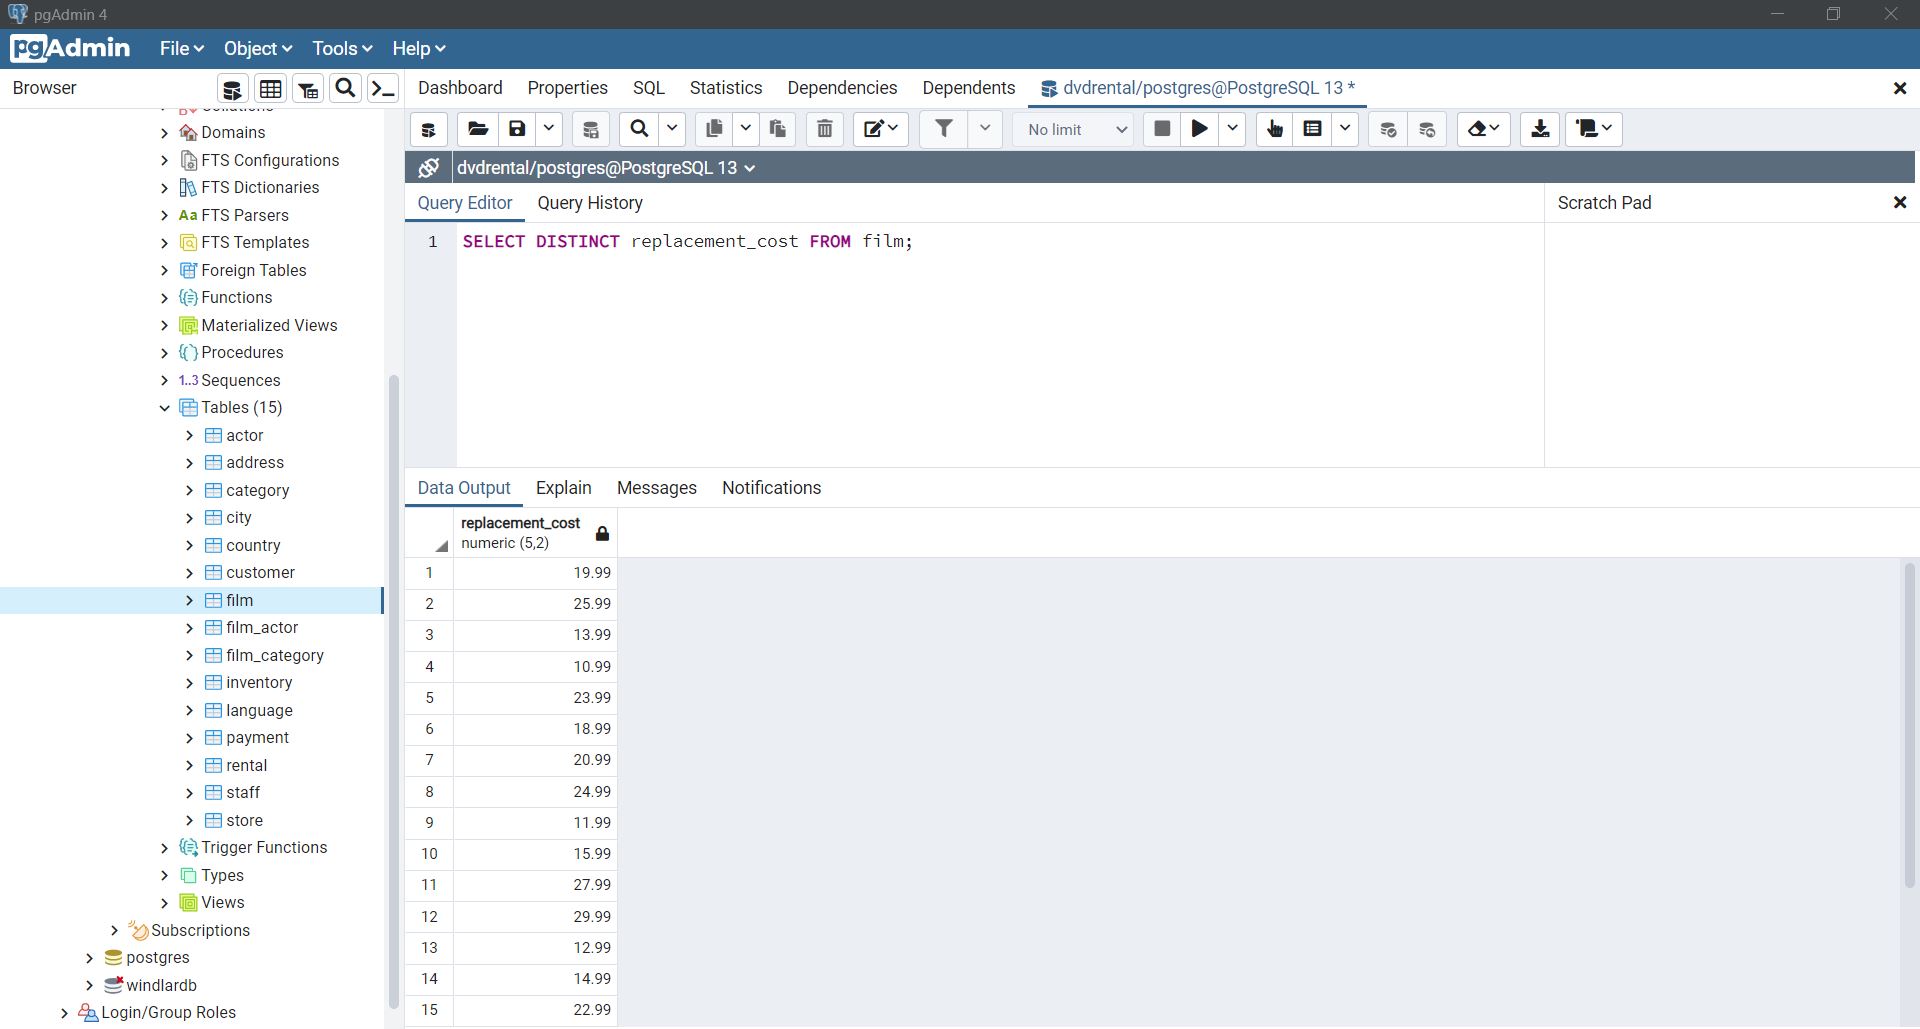 pgAdmin 4
pgAdmin File Object Tools Help
Browser
Dashboard Properties SQL Statistics Dependencies Dependents dvdrental/postgres@PostgreSQL 13 *
No limit
dvdrental/postgres@PostgreSQL 13
Query Editor Query History
Scratch Pad
1 SELECT DISTINCT replacement_cost FROM film;
Domains
FTS Configurations
FTS Dictionaries
Aa FTS Parsers
FTS Templates
Foreign Tables
Functions
Materialized Views
Procedures
1..3 Sequences
Tables (15)
actor
address
category
city
country
customer
film
film_actor
film_category
inventory
language
payment
rental
staff
store
Trigger Functions
Types
Views
Subscriptions
postgres
windlardb
Login/Group Roles
Data Output Explain Messages Notifications
replacement_cost
numeric (5,2)
1 19.99
2 25.99
3 13.99
4 10.99
5 23.99
6 18.99
7 20.99
8 24.99
9 11.99
10 15.99
11 27.99
12 29.99
13 12.99
14 14.99
15 22.99